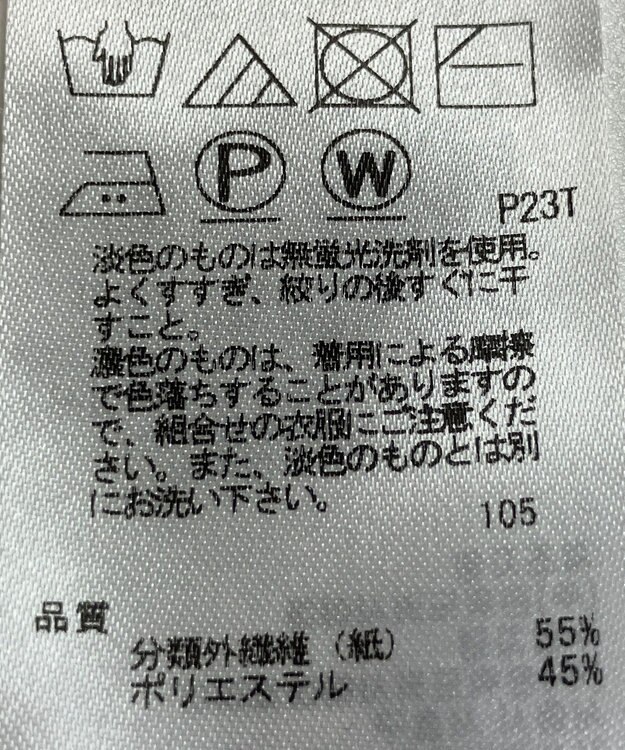 P W
P23T
淡色のものは無蛍光洗剤を使用。
よくすすぎ、絞りの後すぐに干
すこと。
濃色のものは、着用による摩擦
で色落ちすることがありますの
で、組合せの衣服にご注意くだ
さい。また、淡色のものとは別
にお洗い下さい。
105
品質
分類外繊維（紙） 55%
ポリエステル 45%